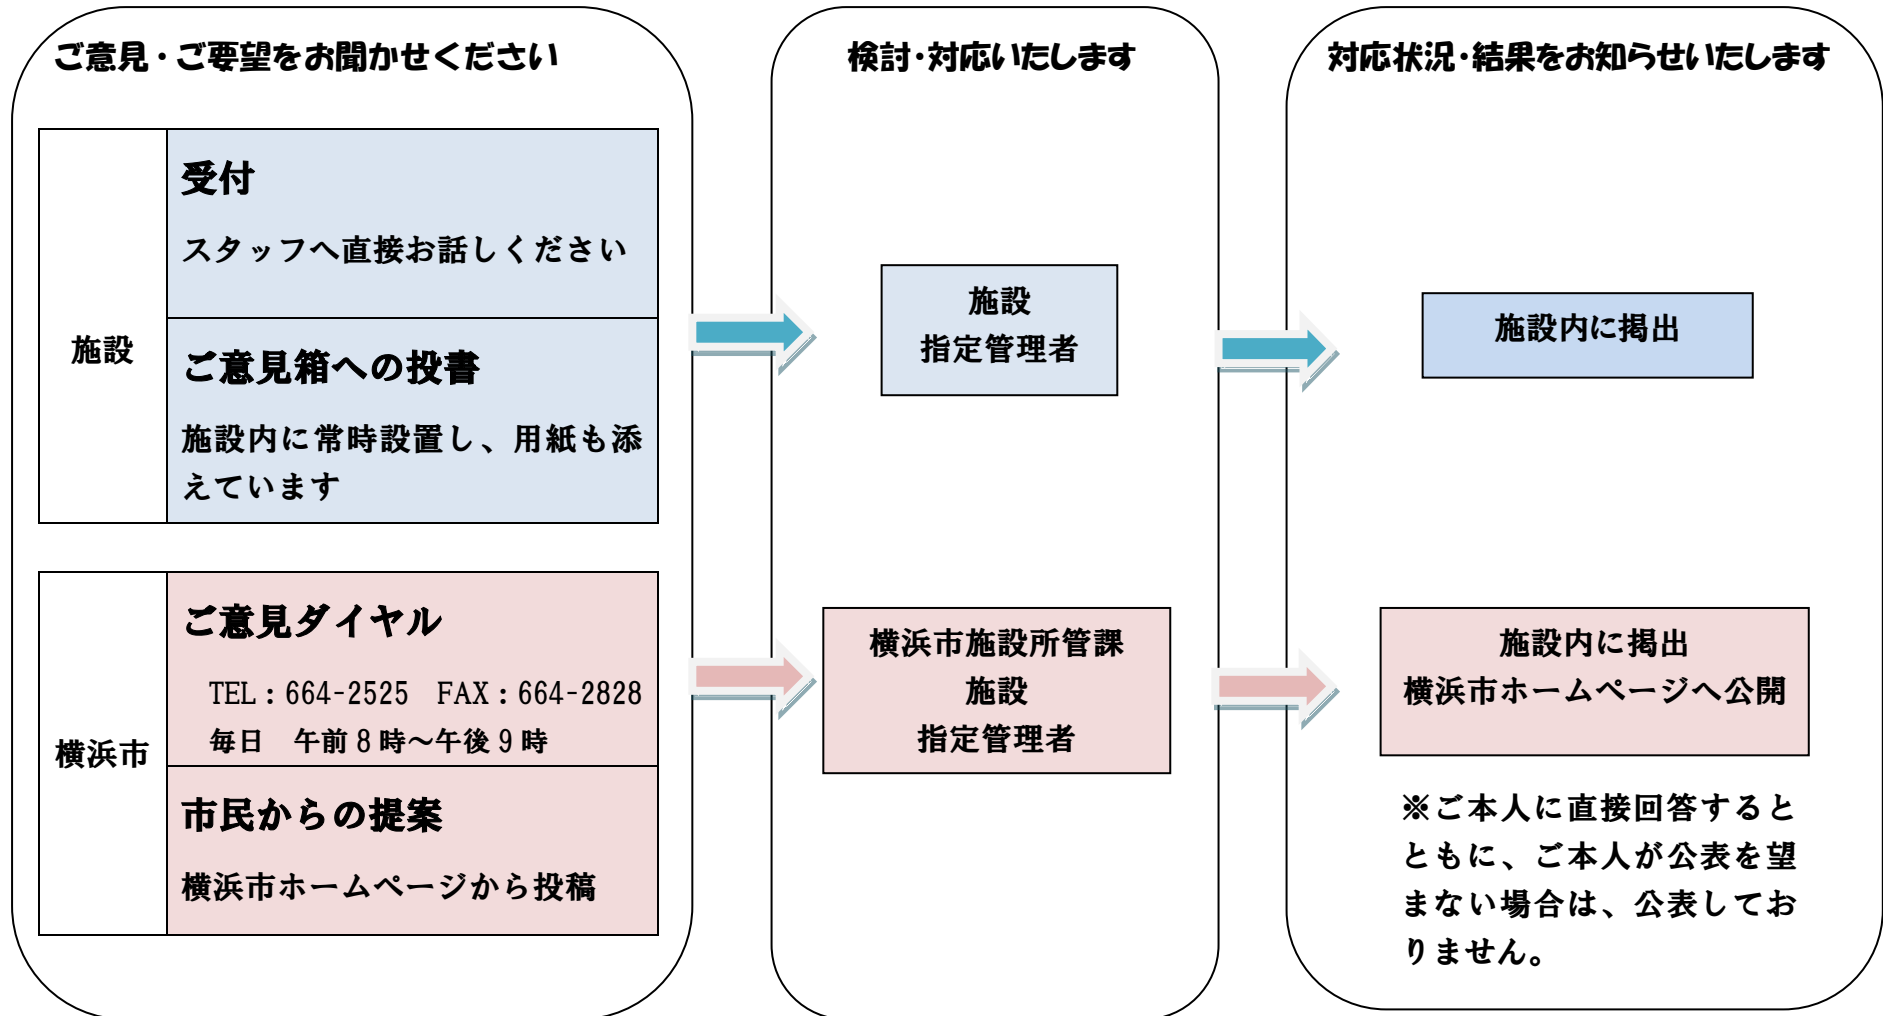 ご意見・ご要望をお聞かせください
施設
受付
スタッフへ直接お話しください
ご意見箱への投書
施設内に常時設置し、用紙も添
えています
横浜市
ご意見ダイヤル
TEL：664-2525　FAX：664-2828
毎日　午前８時～午後９時
市民からの提案
横浜市ホームページから投稿
検討・対応いたします
施設
指定管理者
横浜市施設所管課
施設
指定管理者
対応状況・結果をお知らせいたします
施設内に掲出
施設内に掲出
横浜市ホームページへ公開
※ご本人に直接回答すると
ともに、ご本人が公表を望
まない場合は、公表してお
りません。